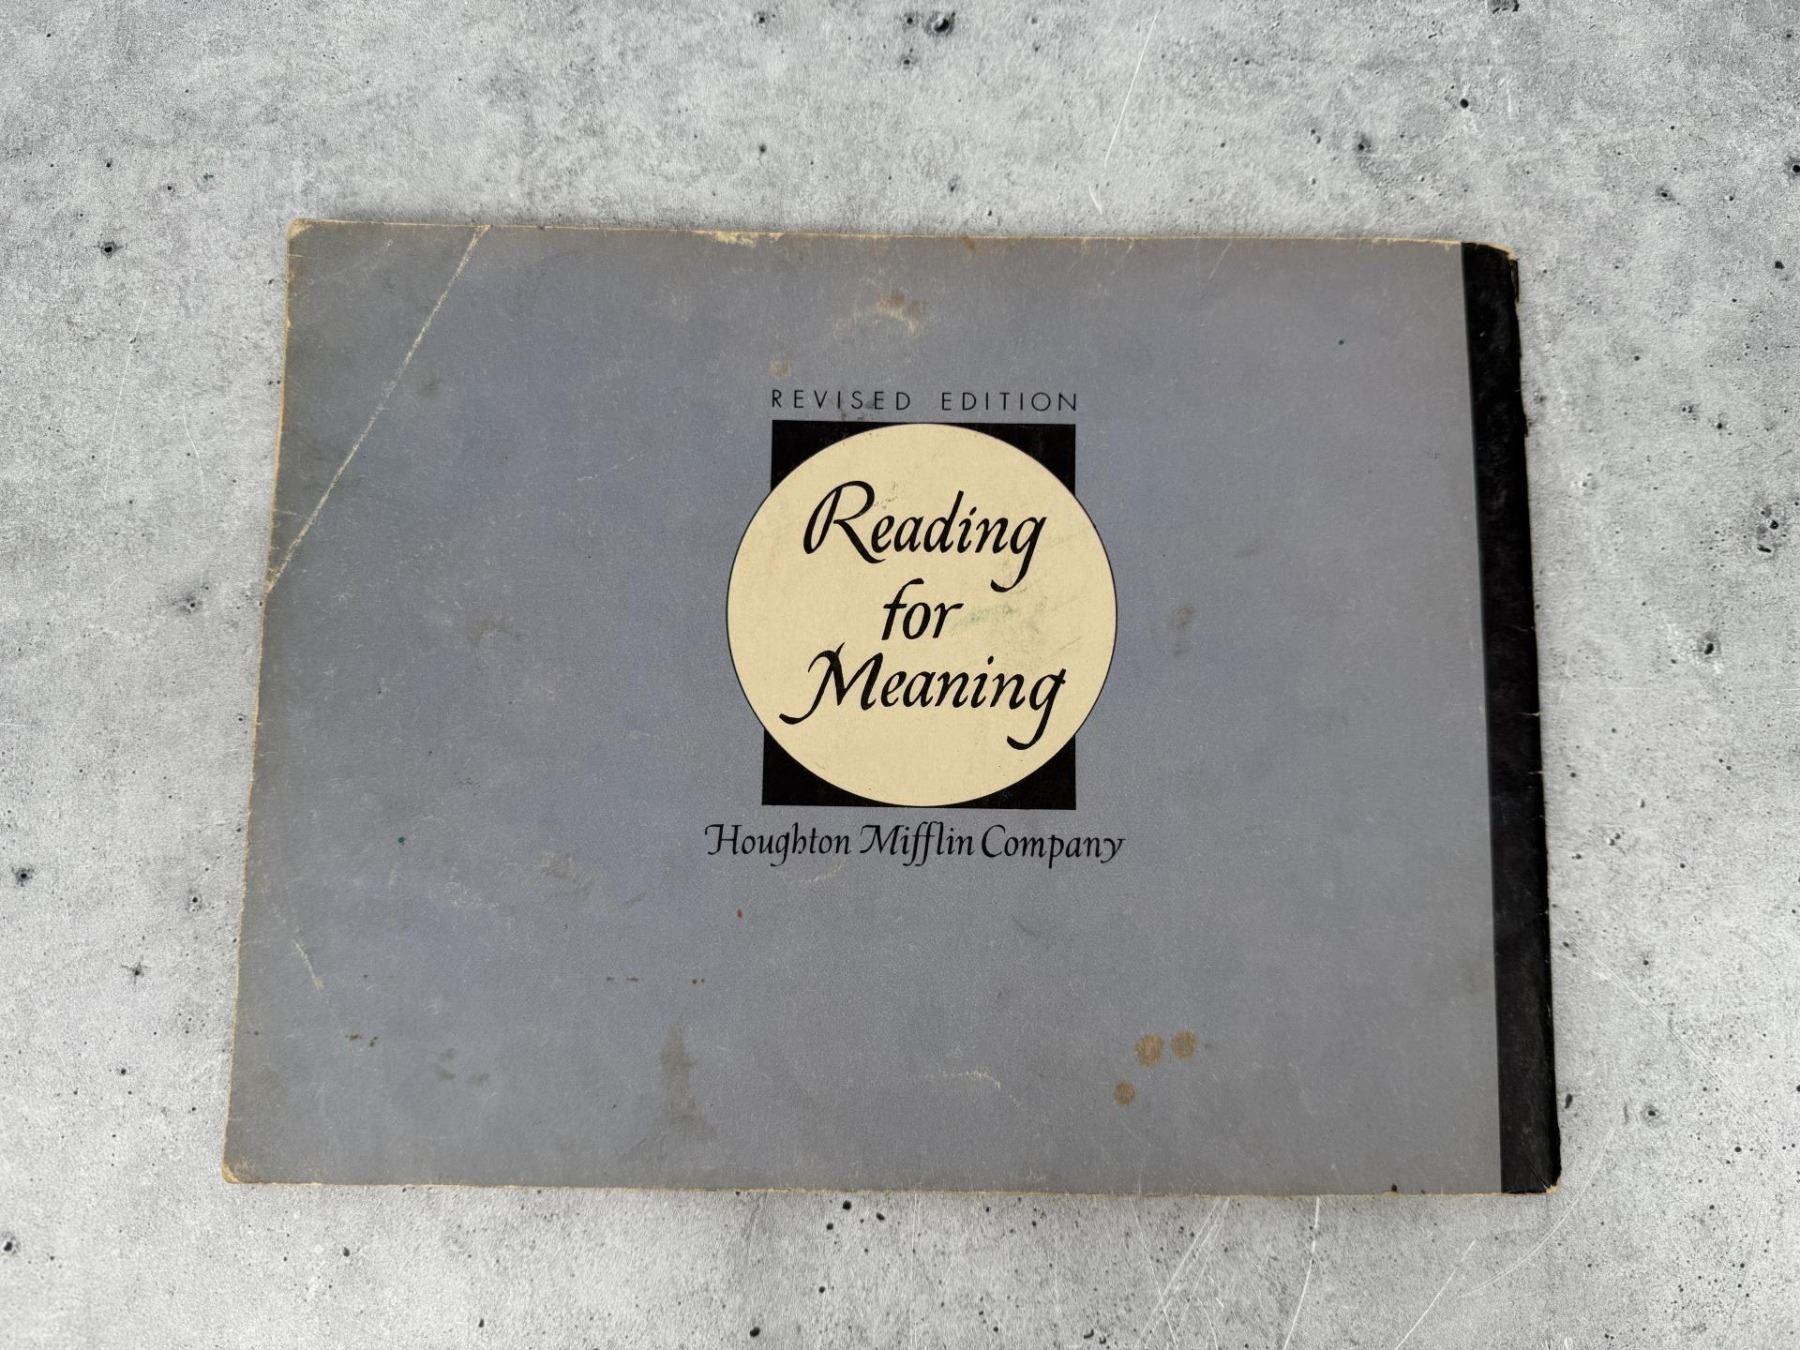 REVISED EDITION
Reading
for
Meaning
Houghton Mifflin Company